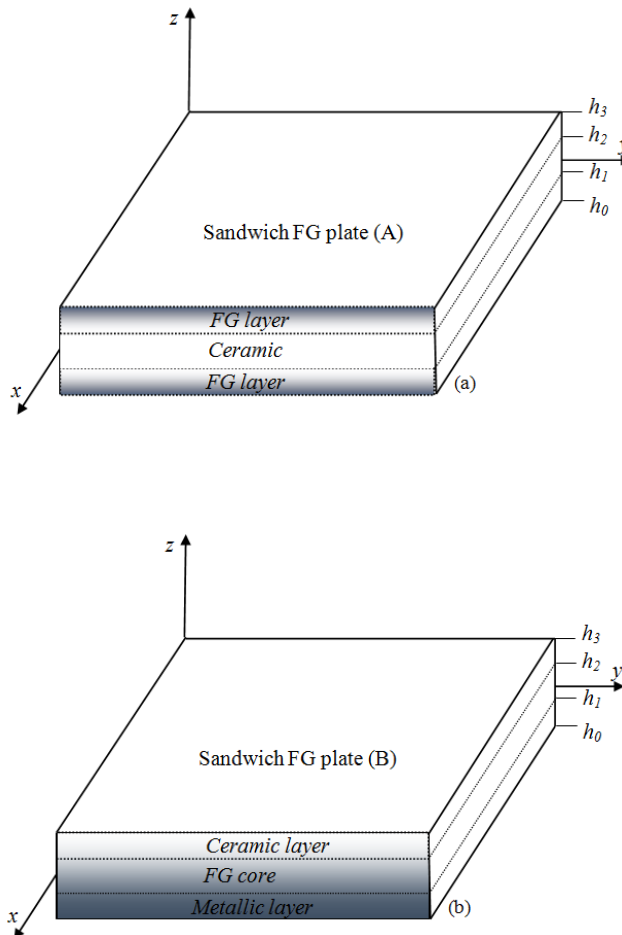 z
h3
h2
y
h1
h0
Sandwich FG plate (A)
FG layer
Ceramic
FG layer
x
(a)
z
h3
h2
y
h1
h0
Sandwich FG plate (B)
Ceramic layer
FG core
Metallic layer
x
(b)